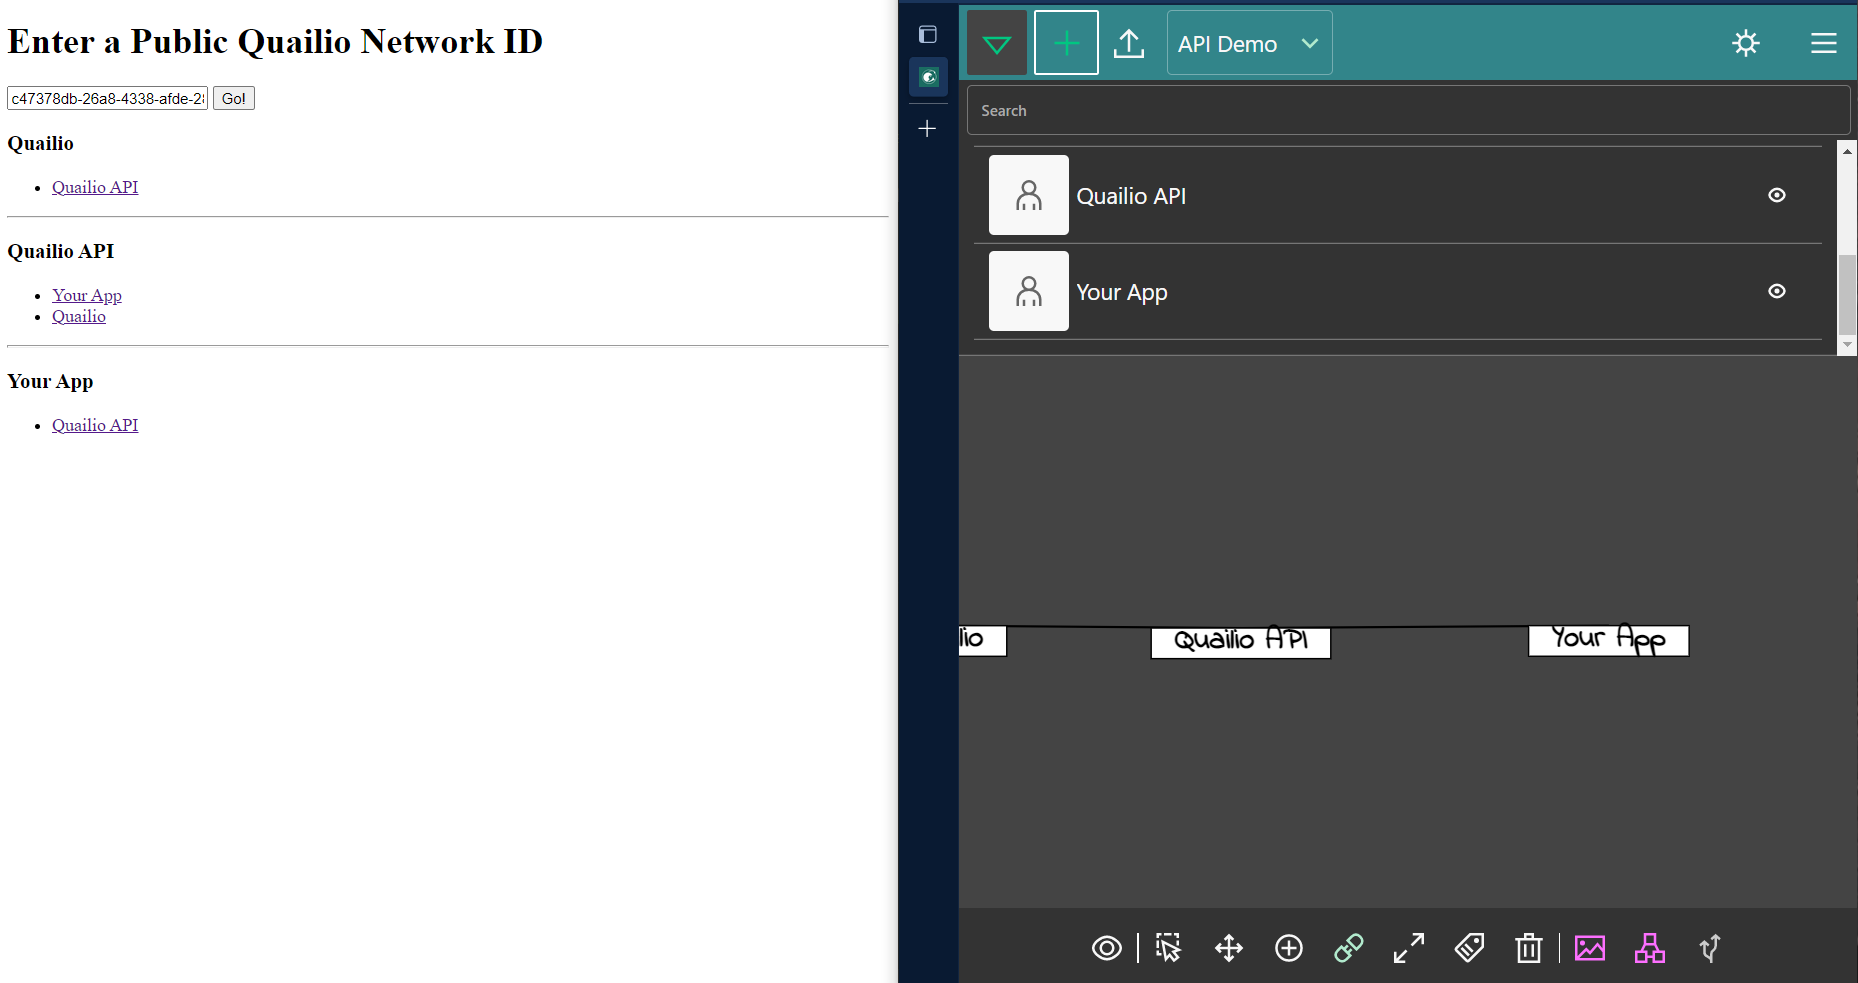 Enter a Public Quailio Network ID
c47378db-26a8-4338-afde-28
Go!
Quailio
Quailio API
Quailio API
Your App
Quailio
Your App
Quailio API
API Demo
Search
Quailio API
Your App
lio
Quailio API
Your App